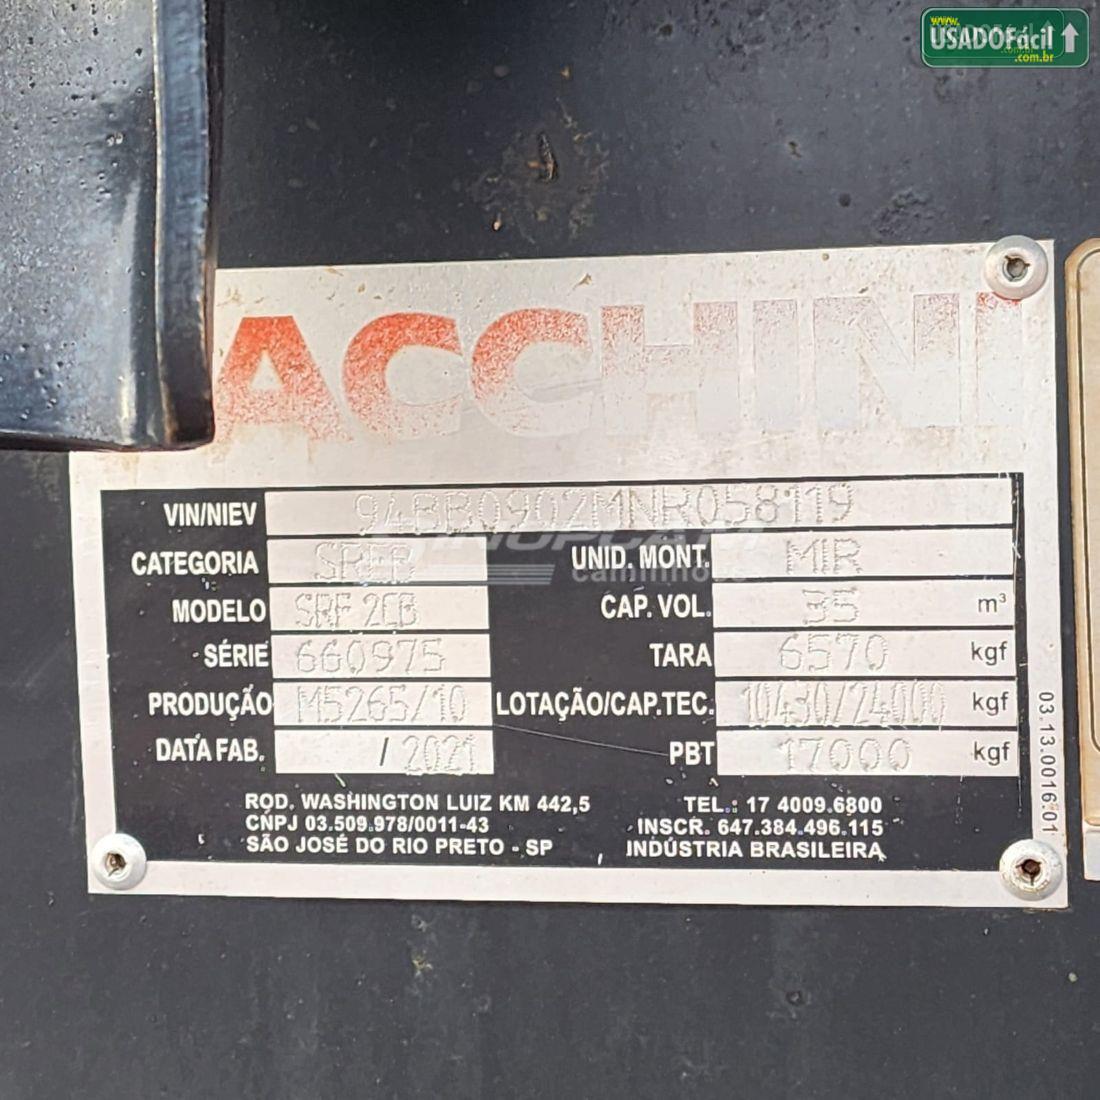 www.
USADOFácil
.com.br
ACCHINI
VIN/NIEV 94BB0902MNR058119
CATEGORIA SREB UNID. MONT. MIR
MODELO SRF 2CB CAP. VOL. 35 m³
SÉRIE 660975 TARA 6570 kgf
PRODUÇÃO M5265/10 LOTAÇÃO/CAP.TEC. 10430/24000 kgf
DATA FAB. / 2021 PBT 17000 kgf
ROD. WASHINGTON LUIZ KM 442,5 TEL.: 17 4009.6800
CNPJ 03.509.978/0011-43 INSCR. 647.384.496.115
SÃO JOSÉ DO RIO PRETO - SP INDÚSTRIA BRASILEIRA
03.13.0016.01